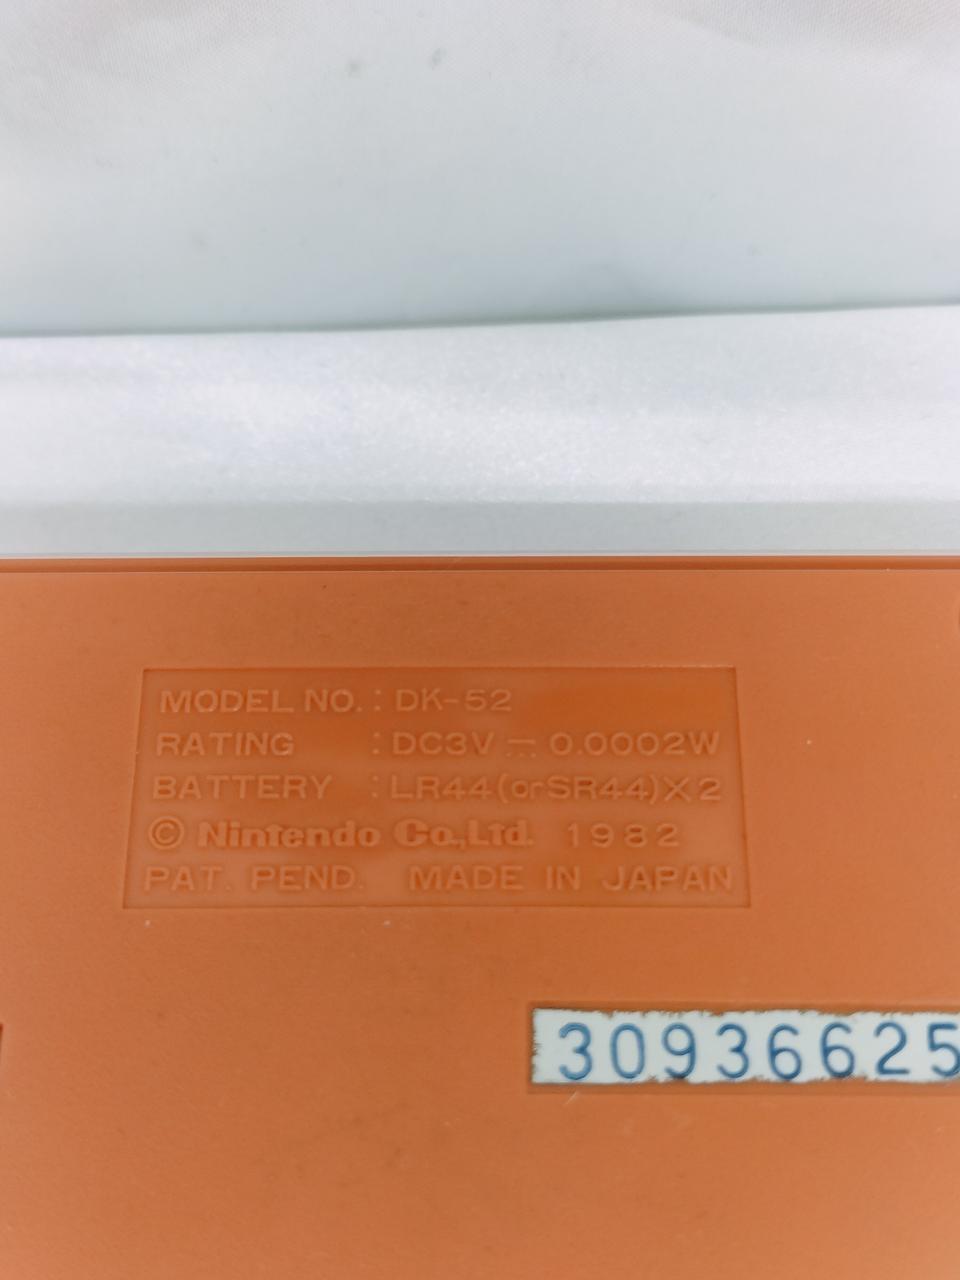 MODEL NO. : DK-52
RATING : DC3V ⎓ 0.0002W
BATTERY : LR44(orSR44)X2
© Nintendo Co.,Ltd. 1982
PAT. PEND. MADE IN JAPAN
30936625